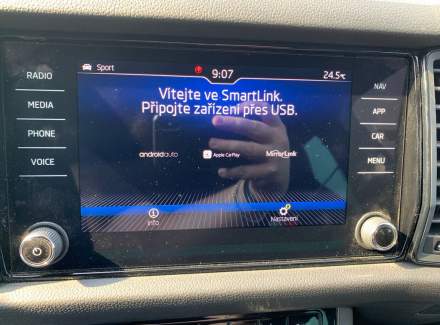 Sport 9:07 24.5°C
RADIO
MEDIA
PHONE
VOICE
Vítejte ve SmartLink.
Připojte zařízení přes USB.
androidauto Apple CarPlay MirrorLink
Info Nastavení
NAV
APP
CAR
MENU